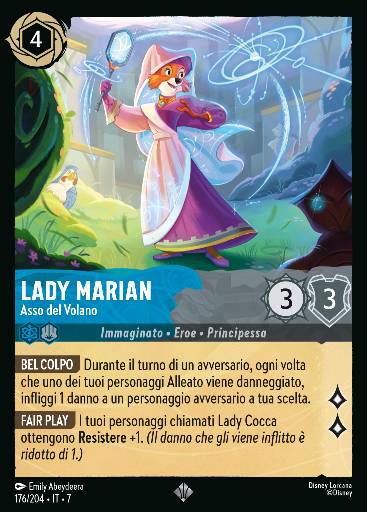 4
LADY MARIAN
Asso del Volano
3
3
Immaginato • Eroe • Principessa
BEL COLPO Durante il turno di un avversario, ogni volta
che uno dei tuoi personaggi Alleato viene danneggiato,
infliggi 1 danno a un personaggio avversario a tua scelta.
FAIR PLAY I tuoi personaggi chiamati Lady Cocca
ottengono Resistere +1. (Il danno che gli viene inflitto è
ridotto di 1.)
Emily Abeydeera
176/204 • IT • 7
Disney Lorcana
©Disney